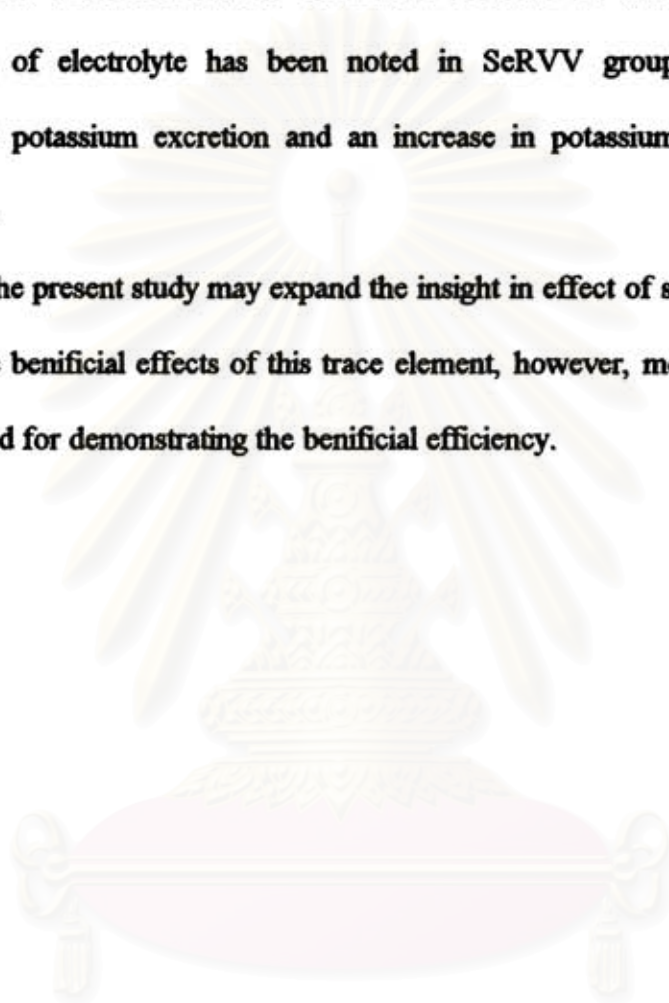 of electrolyte has been noted in SeRVV group
potassium excretion and an increase in potassium
he present study may expand the insight in effect of s
benificial effects of this trace element, however, m
d for demonstrating the benificial efficiency.